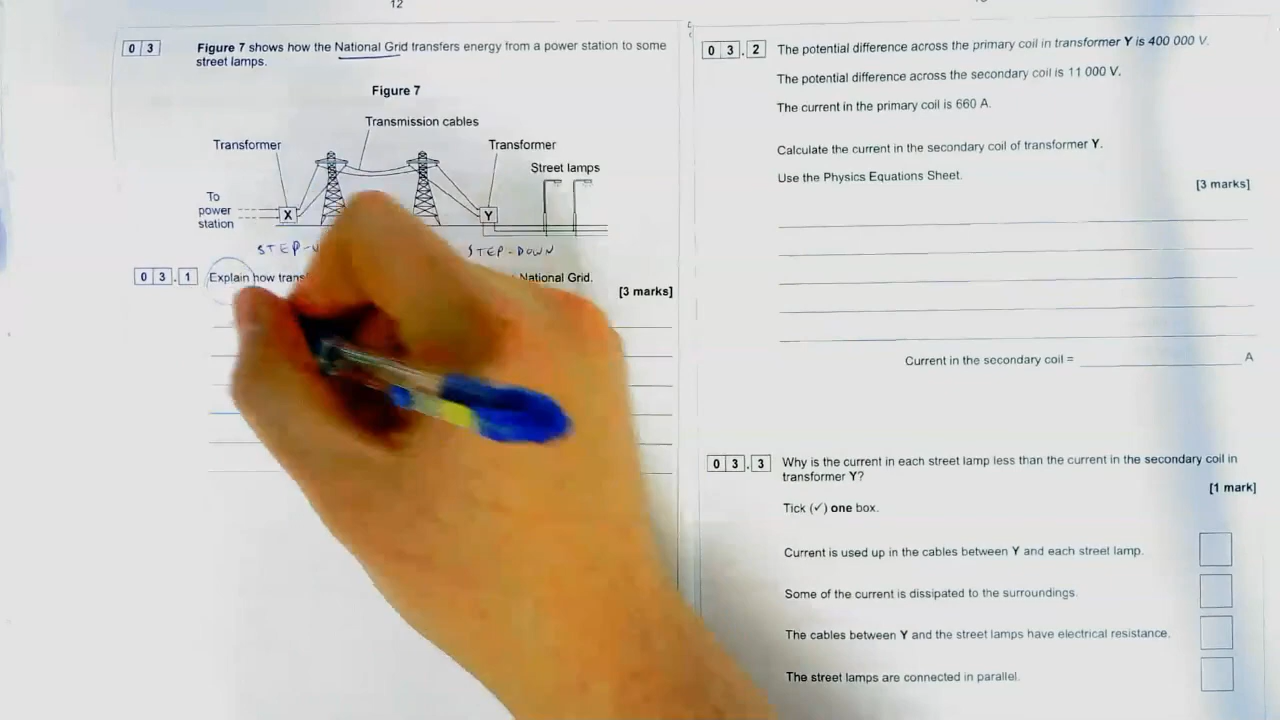 12
0 3 Figure 7 shows how the National Grid transfers energy from a power station to some
street lamps.
Figure 7
Transmission cables
Transformer
Transformer
Street lamps
To
power
station
X
Y
STEP-U
STEP-DOWN
0 3 . 1 Explain how National Grid.
[3 marks]
0 3 . 2 The potential difference across the primary coil in transformer Y is 400 000 V.
The potential difference across the secondary coil is 11 000 V.
The current in the primary coil is 660 A.
Calculate the current in the secondary coil of transformer Y.
Use the Physics Equations Sheet.
[3 marks]
Current in the secondary coil = A
0 3 . 3 Why is the current in each street lamp less than the current in the secondary coil in
transformer Y?
[1 mark]
Tick (✓) one box.
Current is used up in the cables between Y and each street lamp.
Some of the current is dissipated to the surroundings.
The cables between Y and the street lamps have electrical resistance.
The street lamps are connected in parallel.